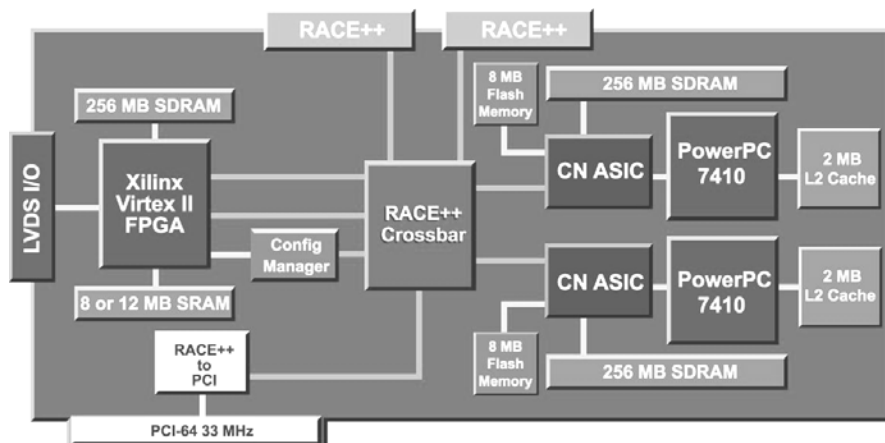 RACE++
RACE++
8 MB
Flash
Memory
256 MB SDRAM
256 MB SDRAM
LVDS I/O
Xilinx
Virtex II
FPGA
CN ASIC
PowerPC
7410
2 MB
L2 Cache
RACE++
Crossbar
Config
Manager
8 or 12 MB SRAM
CN ASIC
PowerPC
7410
2 MB
L2 Cache
8 MB
Flash
Memory
256 MB SDRAM
RACE++
to
PCI
PCI-64 33 MHz